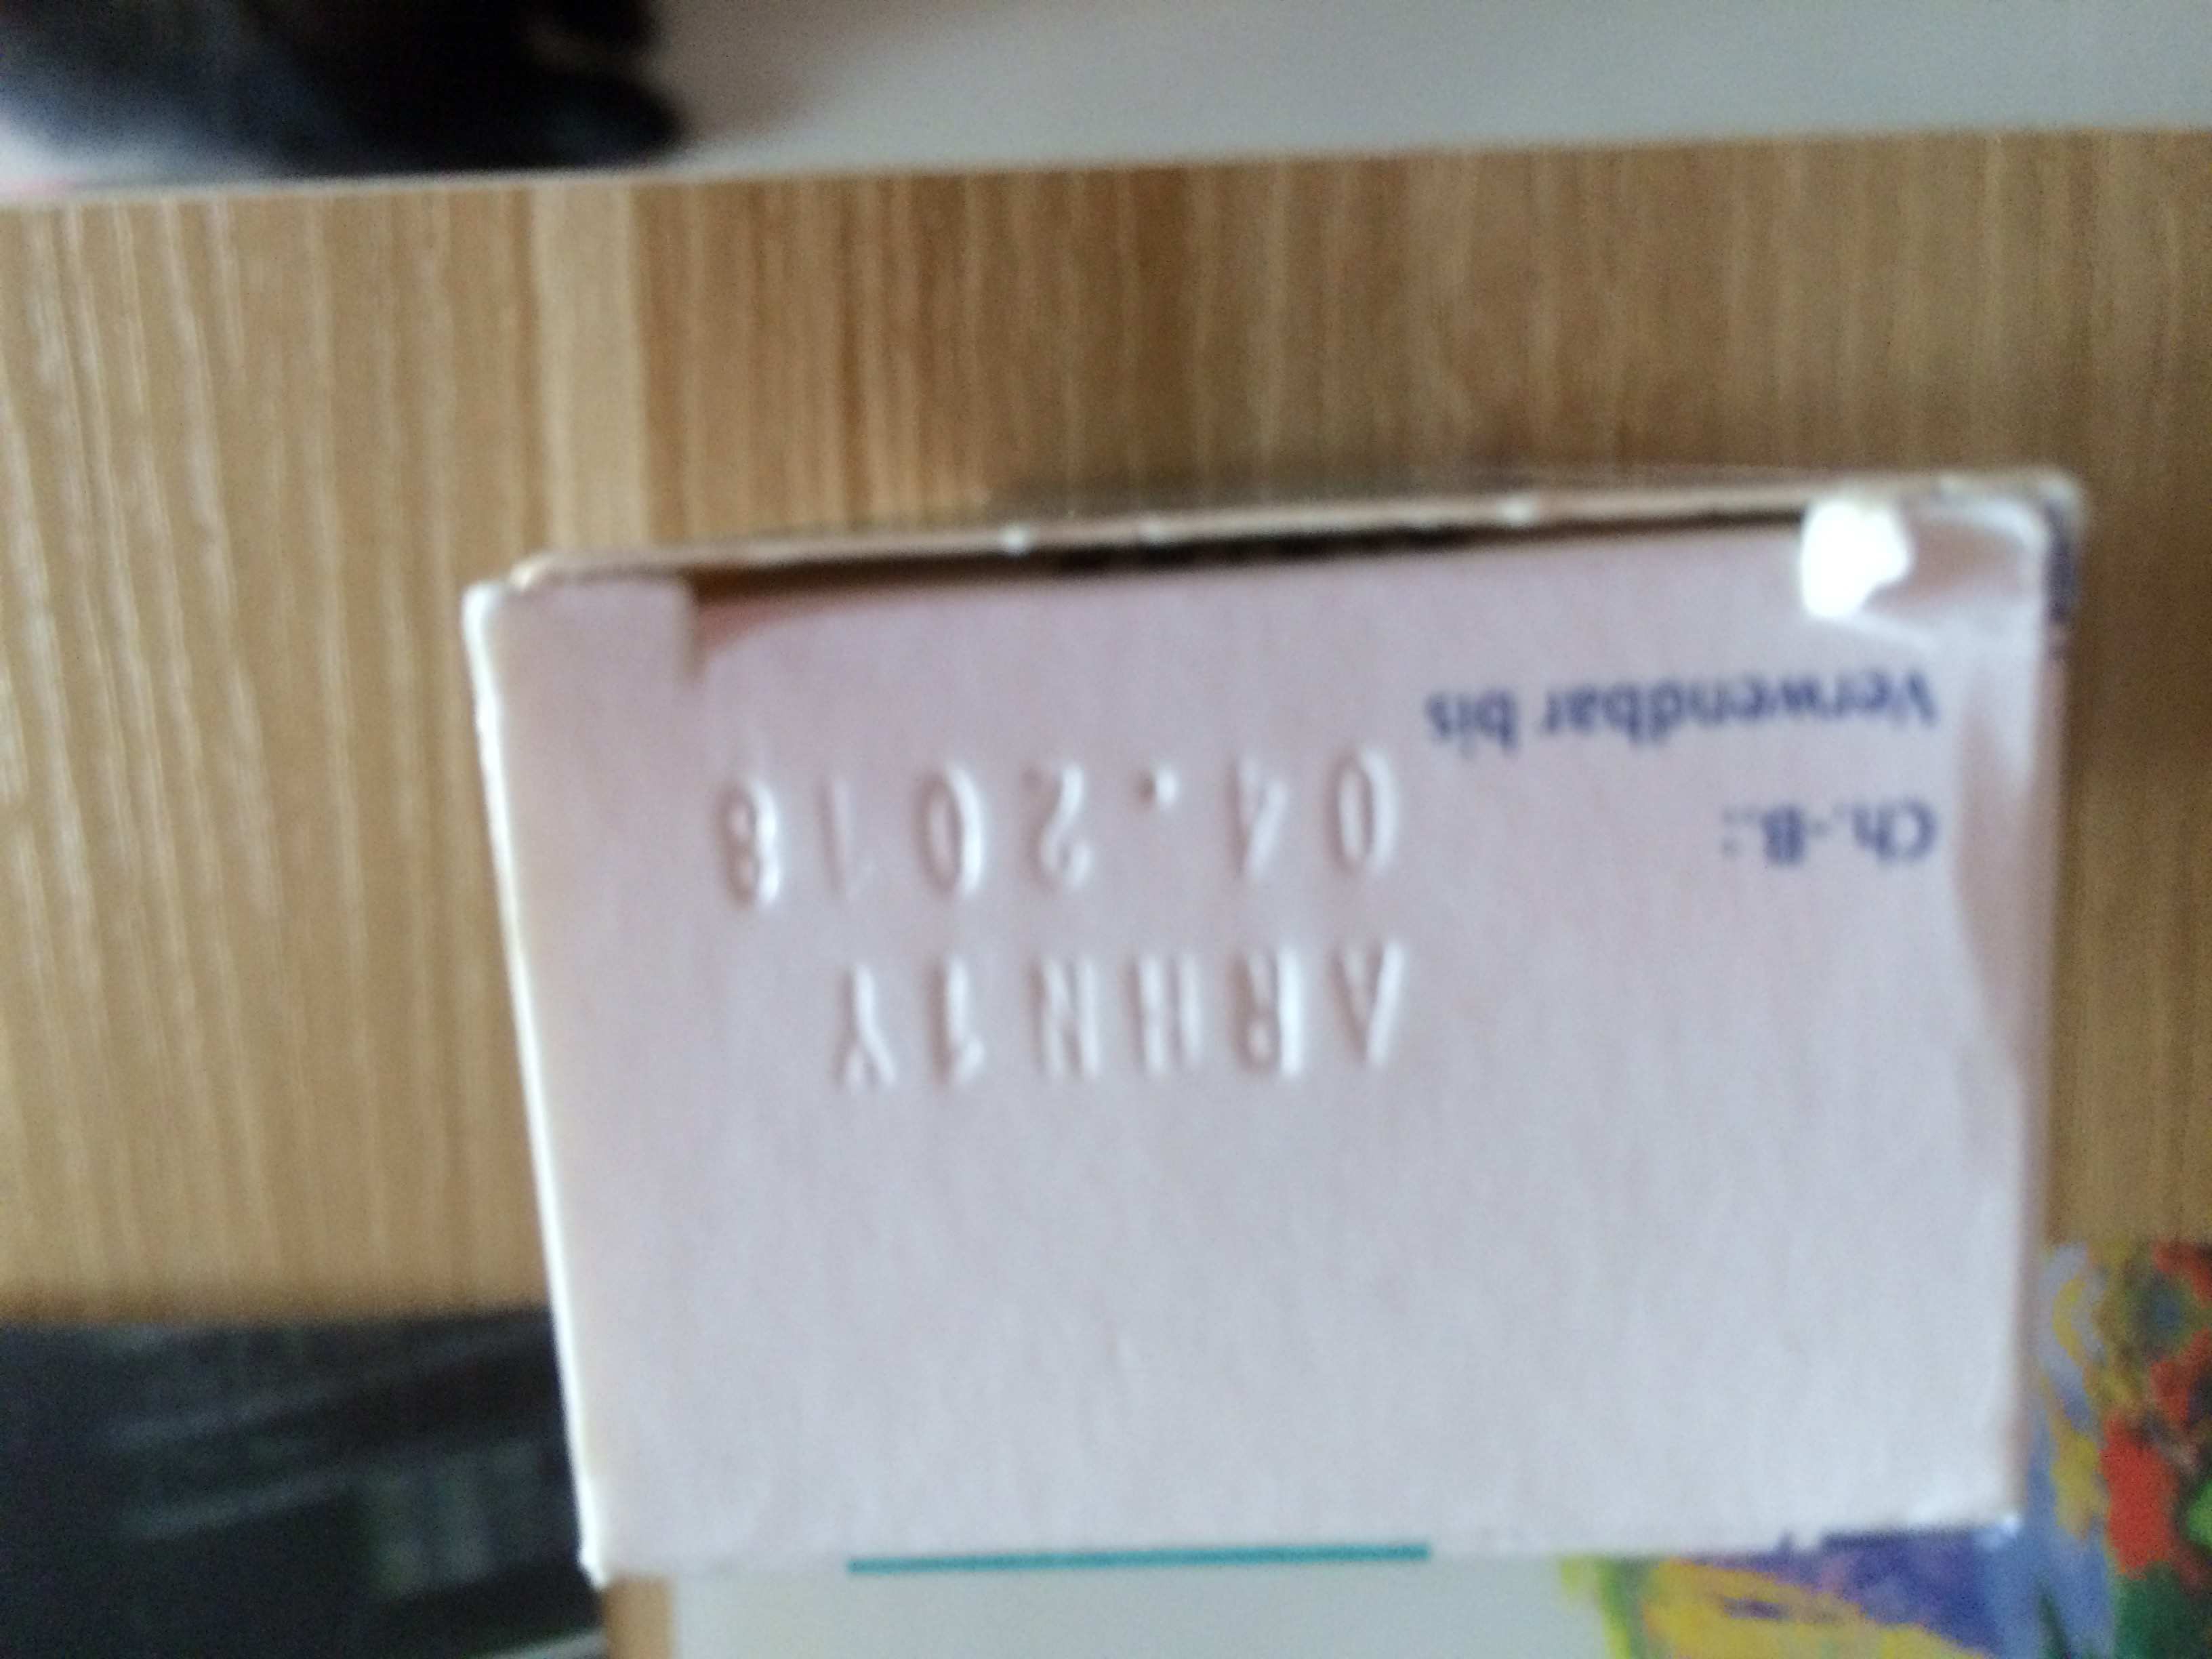 Verwendbar bis
04.2018
Ch.-B.:
ARHN1Y